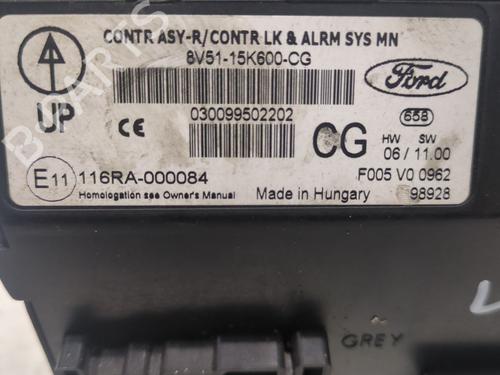 CONTR ASY-R/CONTR LK & ALRM SYS MN
8V51-15K600-CG
Ford
UP
CE
030099502202
CG
658
HW SW
06 / 11.00
E11 116RA-000084
F005 V0 0962
Homologation see Owner's Manual
Made in Hungary
98928
GREY